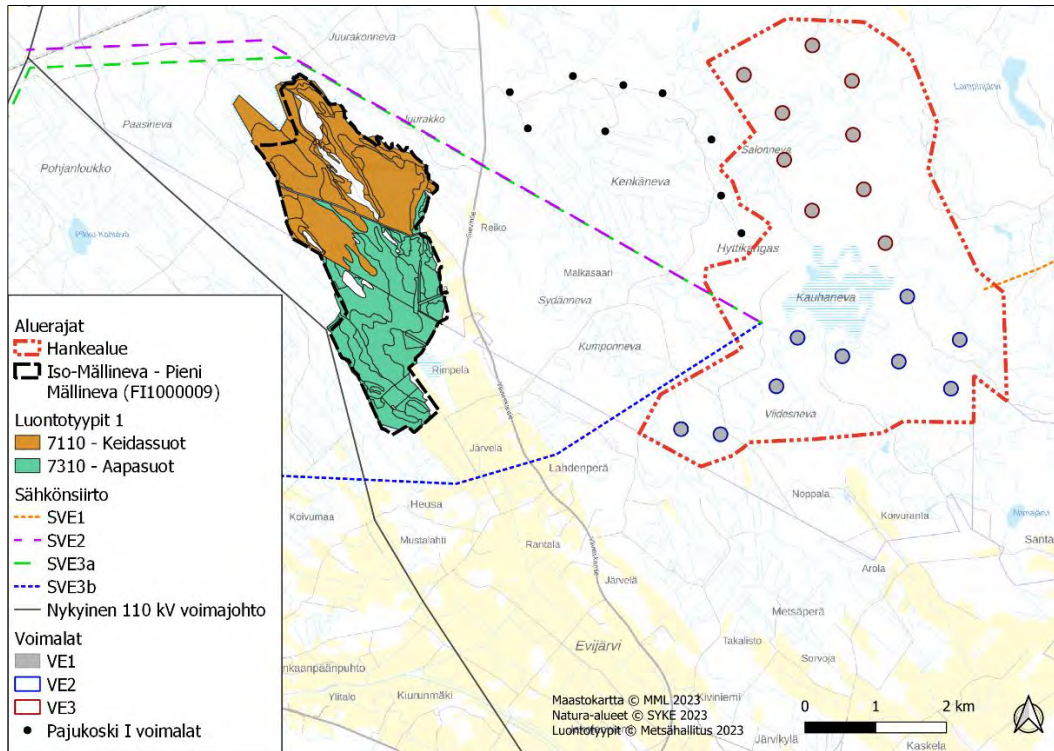 Juurakonneva
Lampinjärvi
Paasineva
Juurakko
Salonneva
Pohjanloukko
Kenkäneva
Reiko
Hyttikangas
Malkasaari
Kauhaneva
Sydänneva
Kumponneva
Rimpelä
Viidesneva
Järvelä
Lahdenperä
Noppala
Koivuranta
Heusa
Koivumaa
Mustalahti
Rantala
Santa
Järvelä
Arola
Metsäperä
Evijärvi
Takalisto
Sorvoja
Ylitalo
Kiurunmäki
Kiviniemi
Järvikylä
Kaskela
Aluerajat
Hankealue
Iso-Mällineva - Pieni
Mällineva (FI1000009)
Luontotyypit 1
7110 - Keidassuot
7310 - Aapasuot
Sähkönsiirto
SVE1
SVE2
SVE3a
SVE3b
Nykyinen 110 kV voimajohto
Voimalat
VE1
VE2
VE3
Pajukoski I voimalat
Maastokartta © MML 2023
Natura-alueet © SYKE 2023
Luontotyypit © Metsähallitus 2023
0 1 2 km